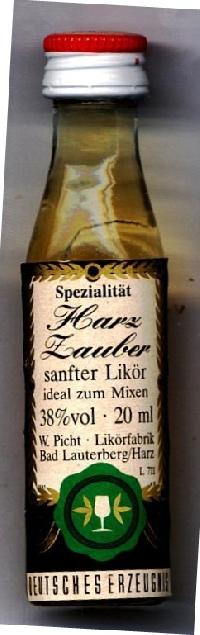 Spezialität
Harz
Zauber
sanfter Likör
ideal zum Mixen
38%vol · 20 ml
W. Picht · Likörfabrik
Bad Lauterberg/Harz
DEUTSCHES ERZEUGNIS